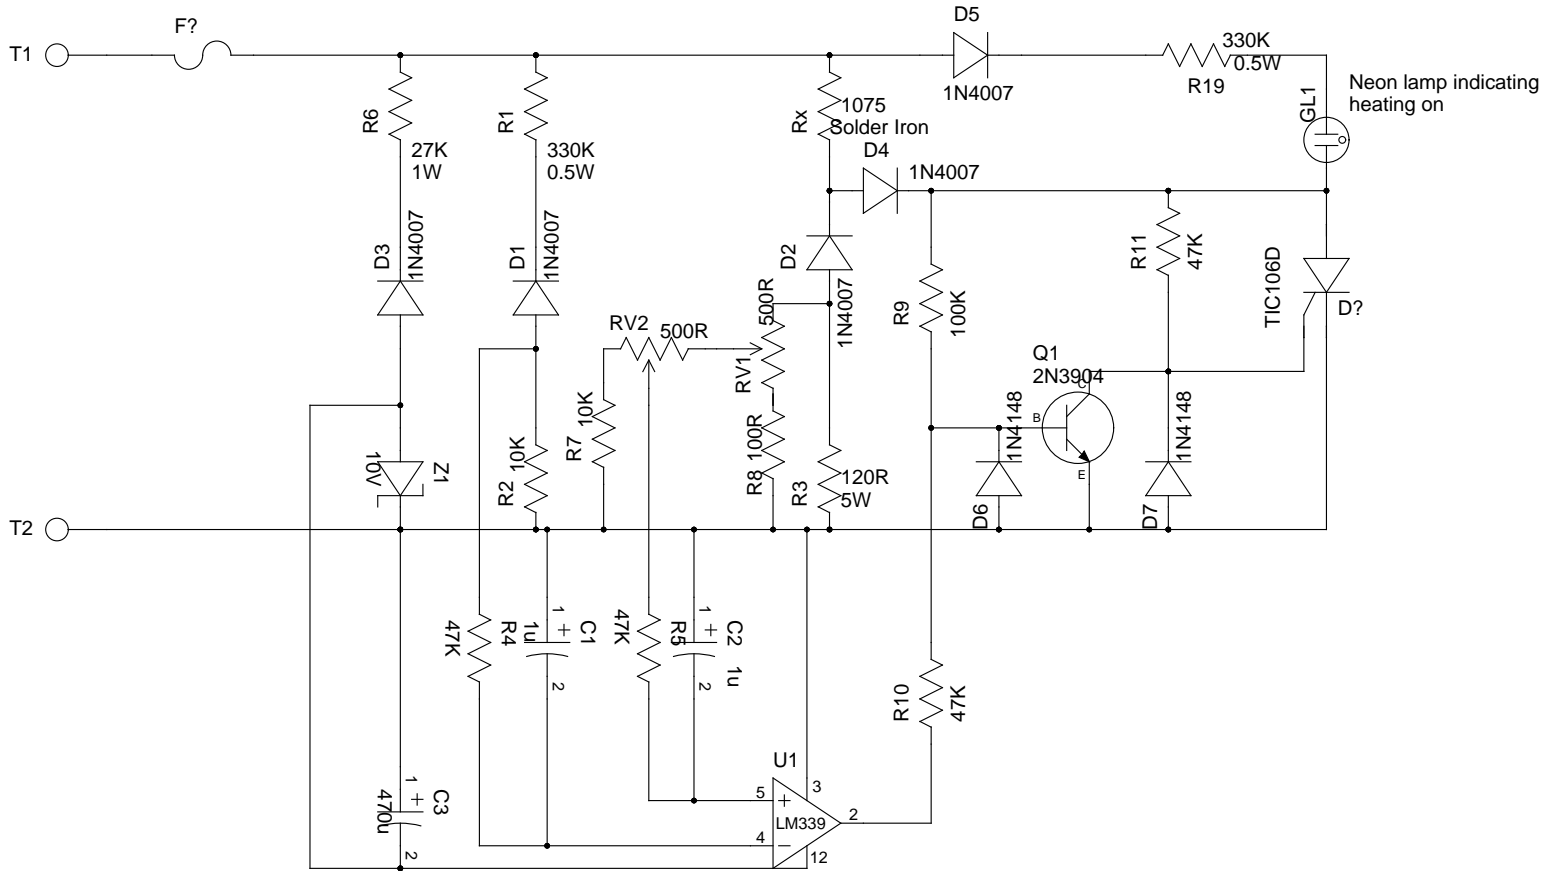 F?
T1
D5
1N4007
330K
0.5W
R19
GL1
Neon lamp indicating
heating on
R6
27K
1W
R1
330K
0.5W
Rx
1075
Solder Iron
D4
1N4007
D3
1N4007
D1
1N4007
D2
1N4007
R11
47K
TIC106D
D?
RV2
500R
500R
RV1
R9
100K
Q1
2N3904
C
B
E
10V
Z1
R2
10K
R7
10K
R8
100R
R3
120R
5W
D6
1N4148
D7
1N4148
T2
47K
R4
1
+
2
1u
C1
47K
R5
1
+
2
C2
1u
R10
47K
U1
5
+
3
LM339
2
4
−
12
1
+
2
470u
C3